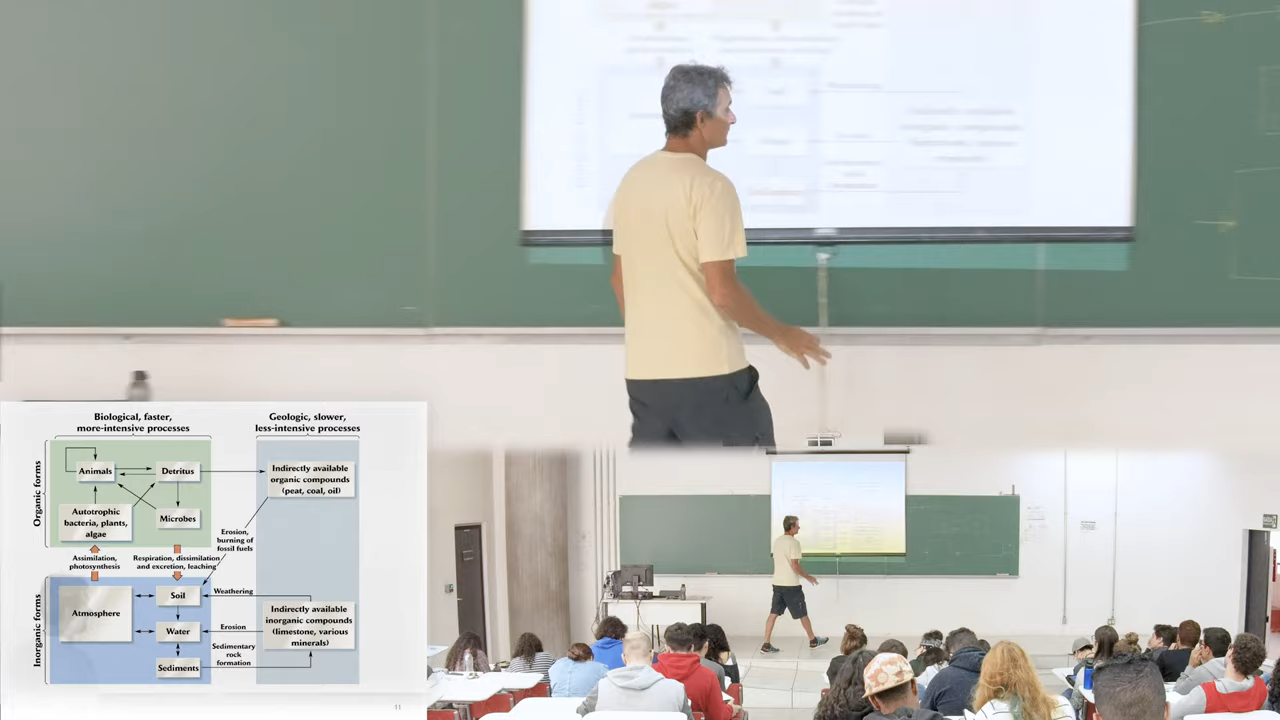 Biological, faster,
more-intensive processes
Geologic, slower,
less-intensive processes
Organic forms
Animals
Detritus
Indirectly available
organic compounds
(peat, coal, oil)
Autotrophic
bacteria, plants,
algae
Microbes
Erosion,
burning of
fossil fuels
Assimilation,
photosynthesis
Respiration, dissimilation
and excretion, leaching
Inorganic forms
Atmosphere
Soil
Weathering
Water
Erosion
Indirectly available
inorganic compounds
(limestone, various
minerals)
Sediments
Sedimentary
rock
formation
11